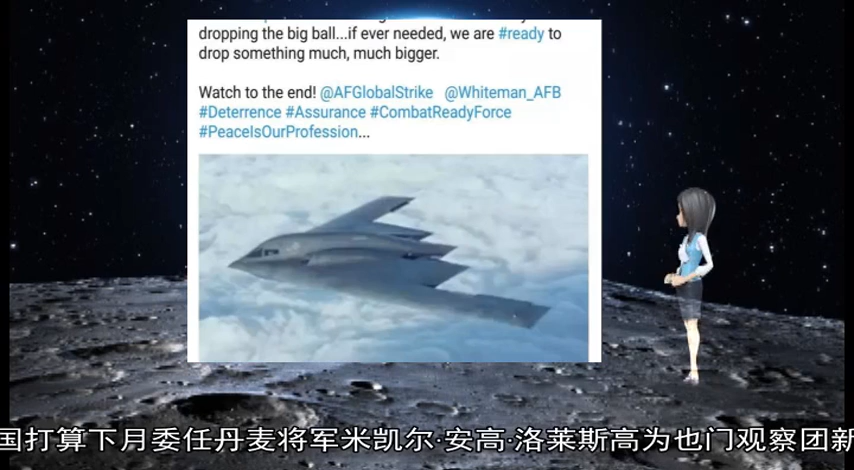 dropping the big ball...if ever needed, we are #ready to
drop something much, much bigger.
Watch to the end! @AFGlobalStrike @Whiteman_AFB
#Deterrence #Assurance #CombatReadyForce
#PeaceIsOurProfession...
国打算下月委任丹麦将军米凯尔·安高·洛莱斯高为也门观察团新